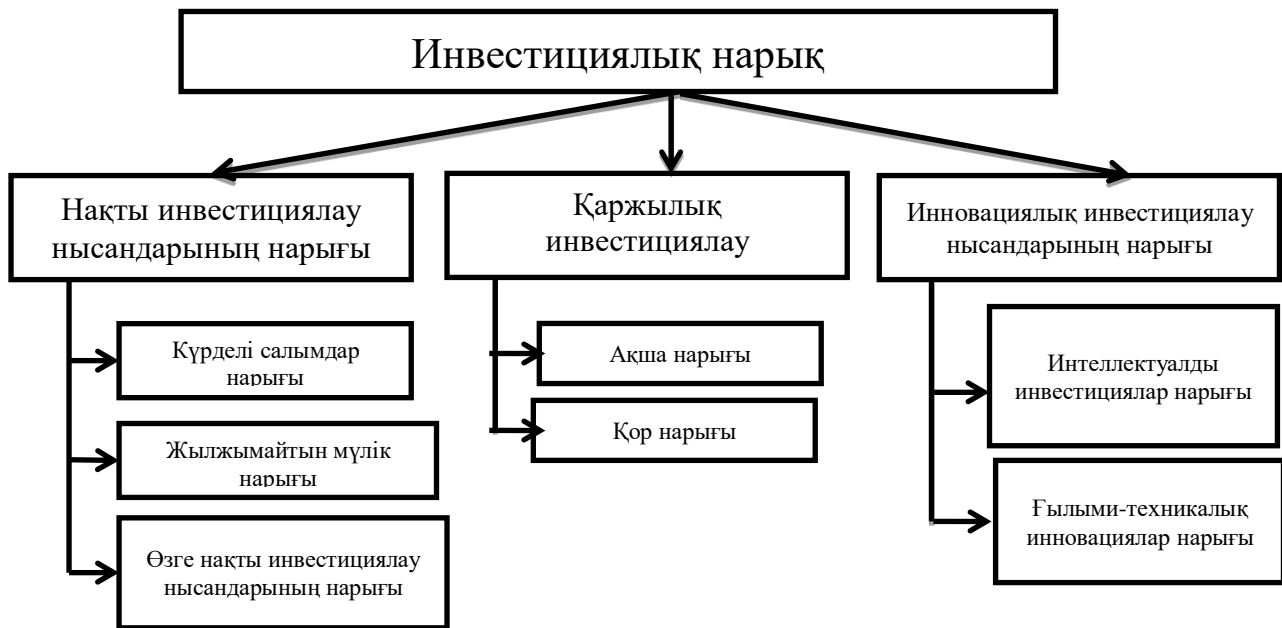 Инвестициялық нарық
Нақты инвестициялау
нысандарының нарығы
Қаржылық
инвестициялау
Инновациялық инвестициялау
нысандарының нарығы
Күрделі салымдар
нарығы
Жылжымайтын мүлік
нарығы
Өзге нақты инвестициялау
нысандарының нарығы
Ақша нарығы
Қор нарығы
Интеллектуалды
инвестициялар нарығы
Ғылыми-техникалық
инновациялар нарығы